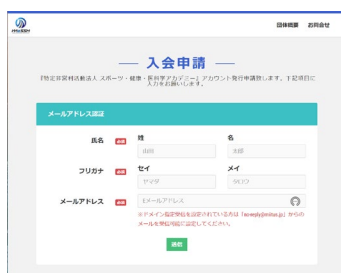 団体概要 お問合せ
入会申請
『特定非営利活動法人 スポーツ・健康・医科学アカデミー』アカウント発行申請致します。下記項目に
入力をお願いします。
メールアドレス認証
氏名 必須 姓 名
山田 太郎
フリガナ 必須 セイ メイ
ヤマダ タロウ
メールアドレス 必須 Eメールアドレス
※ドメイン指定受信を設定されている方は「no-reply@mitus.jp」からの
メールを受信可能に設定してください。
送信